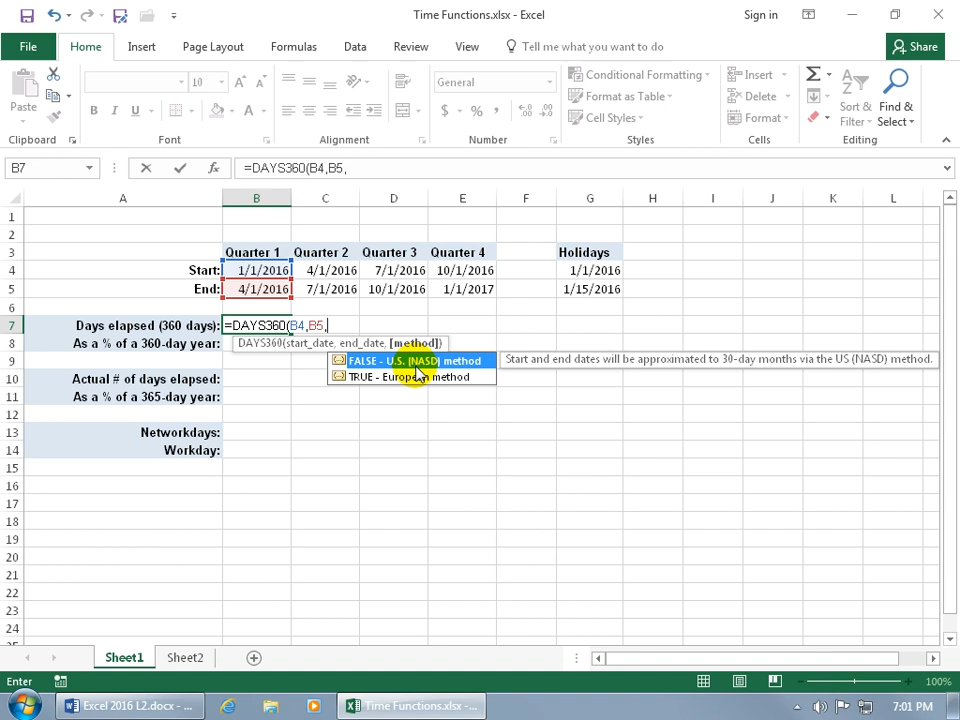 Time Functions.xlsx - Excel
Sign in
File Home Insert Page Layout Formulas Data Review View Tell me what you want to do Share
Paste
10 A A
B I U A
General
$ % , .0 .00 .00 .0
Conditional Formatting
Format as Table
Cell Styles
Insert
Delete
Format
Sort & Filter
Find & Select
Clipboard Font Alignment Number Styles Cells Editing
B7 fx =DAYS360(B4,B5,
A B C D E F G H I J K L
1
2
3 Quarter 1 Quarter 2 Quarter 3 Quarter 4 Holidays
4 Start: 1/1/2016 4/1/2016 7/1/2016 10/1/2016 1/1/2016
5 End: 4/1/2016 7/1/2016 10/1/2016 1/1/2017 1/15/2016
6
7 Days elapsed (360 days): =DAYS360(B4,B5,
8 As a % of a 360-day year: DAYS360(start_date, end_date, [method])
9 FALSE - U.S. (NASD) method Start and end dates will be approximated to 30-day months via the US (NASD) method.
TRUE - European method
10 Actual # of days elapsed:
11 As a % of a 365-day year:
12
13 Networkdays:
14 Workday:
15
16
17
18
19
20
21
22
23
24
25
Sheet1 Sheet2
Enter 100%
Excel 2016 L2.docx - ... Time Functions.xlsx -... 7:01 PM